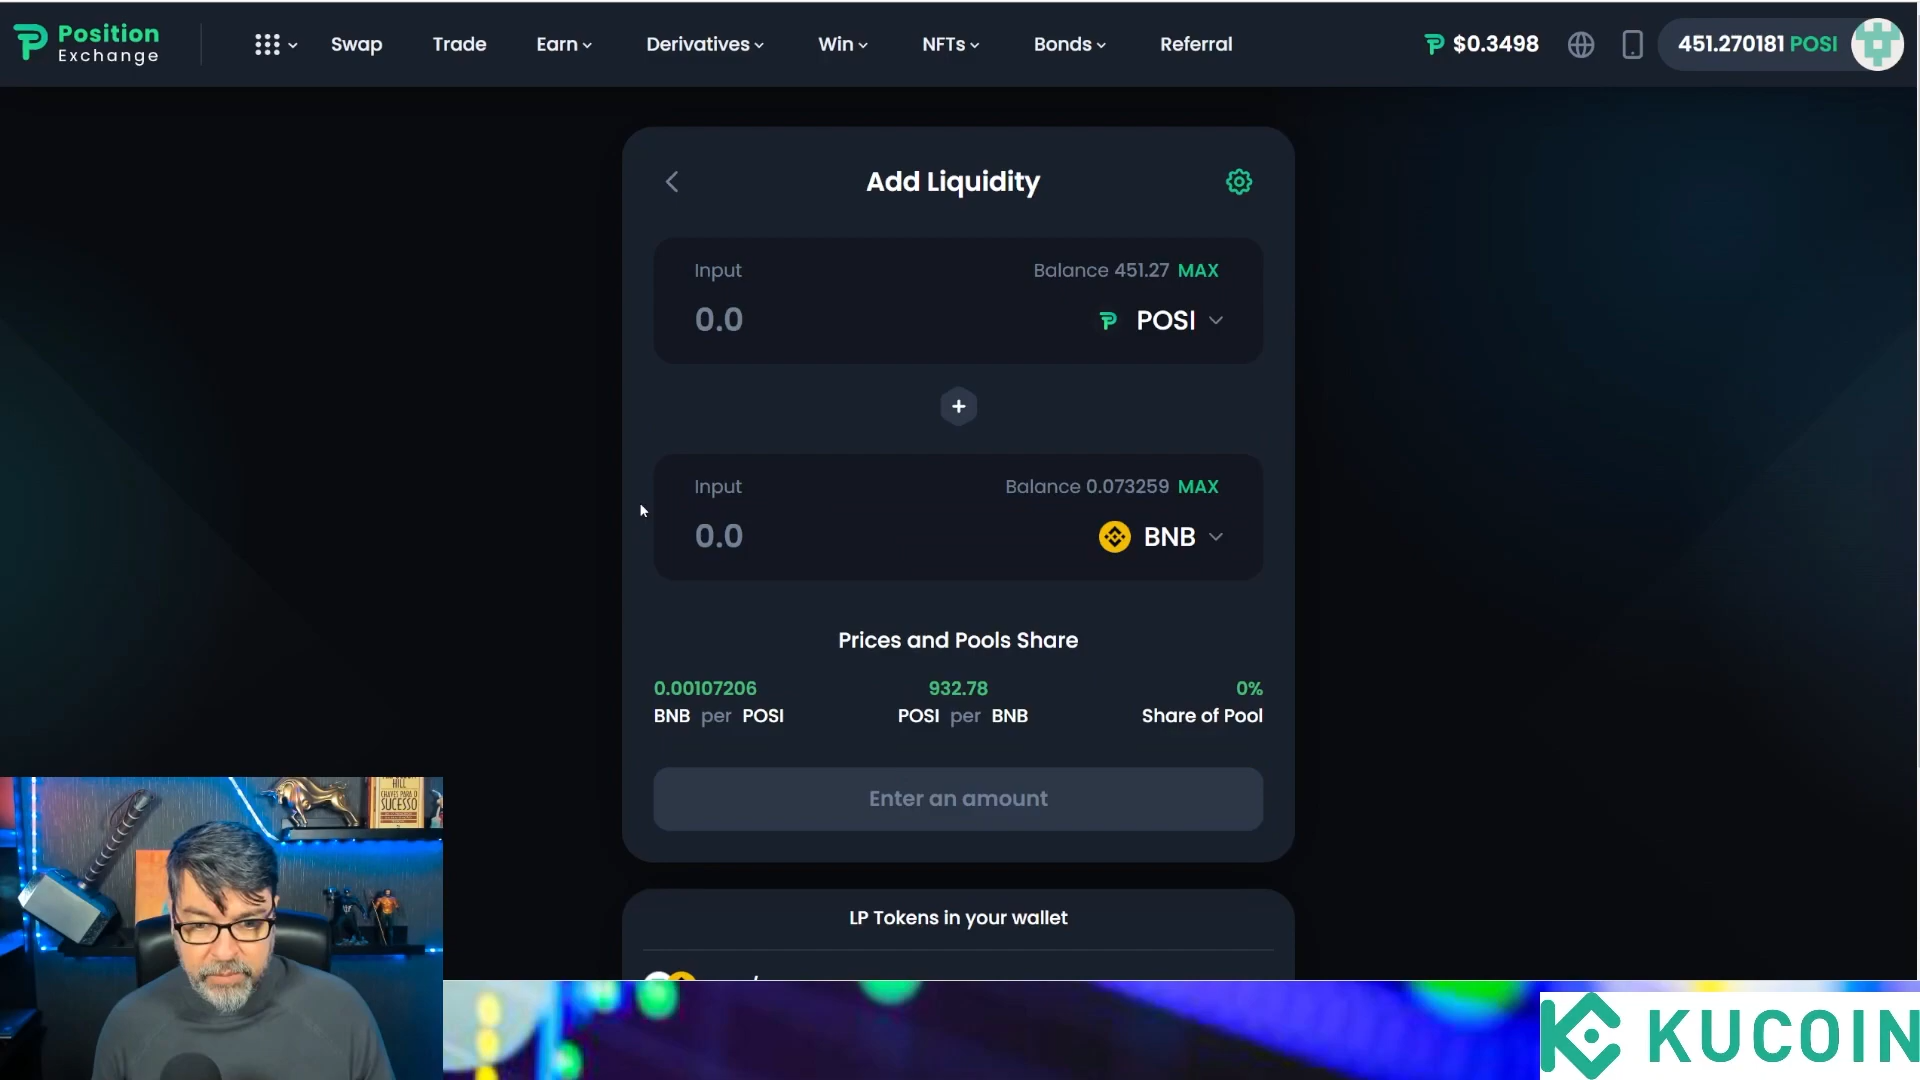 Position
Exchange
Swap
Trade
Earn
Derivatives
Win
NFTs
Bonds
Referral
$0.3498
451.270181 POSI
Add Liquidity
Input
Balance 451.27 MAX
0.0
POSI
+
Input
Balance 0.073259 MAX
0.0
BNB
Prices and Pools Share
0.00107206
932.78
0%
BNB per POSI
POSI per BNB
Share of Pool
Enter an amount
LP Tokens in your wallet
HILL
CHAVES PARA O
SUCESSO
KUCOIN